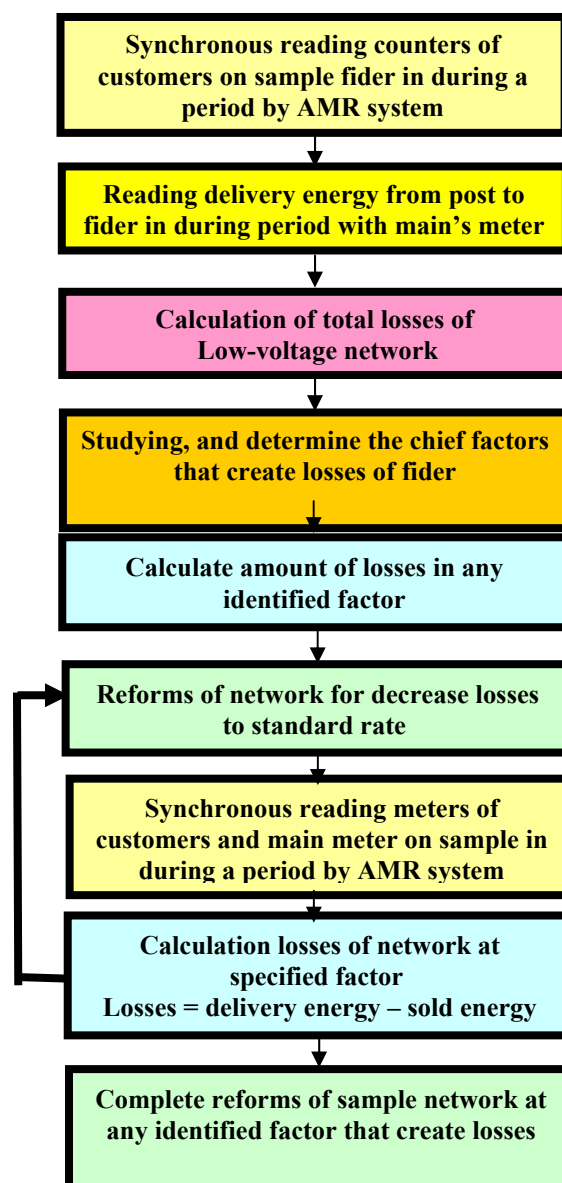 Synchronous reading counters of
customers on sample fider in during a
period by AMR system
Reading delivery energy from post to
fider in during period with main’s meter
Calculation of total losses of
Low-voltage network
Studying, and determine the chief factors
that create losses of fider
Calculate amount of losses in any
identified factor
Reforms of network for decrease losses
to standard rate
Synchronous reading meters of
customers and main meter on sample in
during a period by AMR system
Calculation losses of network at
specified factor
Losses = delivery energy – sold energy
Complete reforms of sample network at
any identified factor that create losses